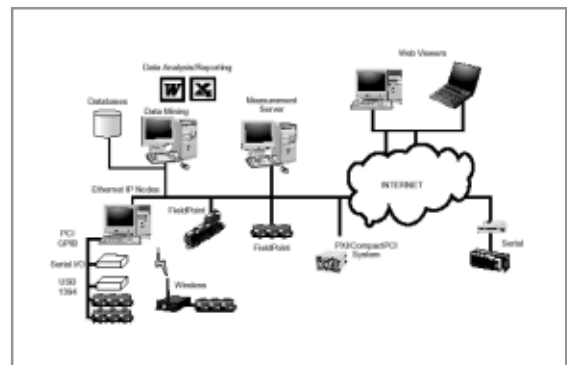 Web Viewers
Data Analysis/Reporting
W X
Databases
Data Mining
Measurement
Server
INTERNET
Ethernet IP Nodes
FieldPoint
PCI
GPIB
FieldPoint
PXI/CompactPCI
System
Serial
Serial I/O
USB
1394
Wireless